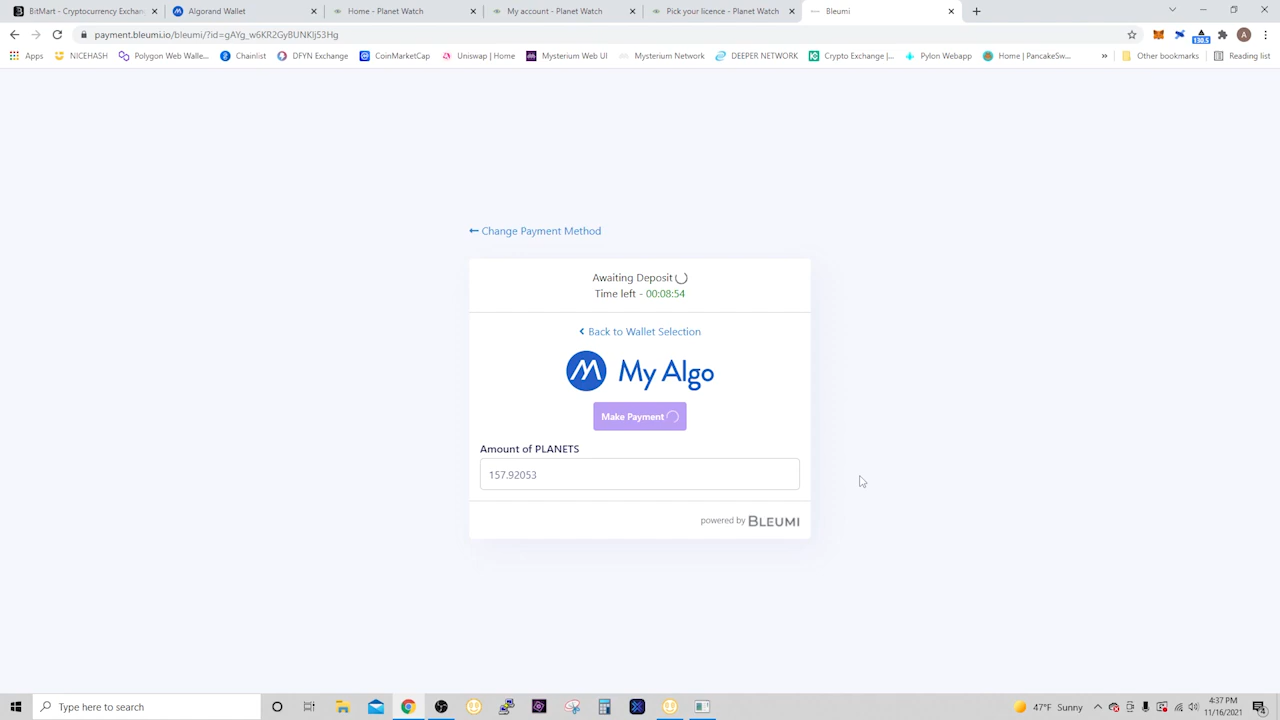 BitMart - Cryptocurrency Exchan
Algorand Wallet
Home - Planet Watch
My account - Planet Watch
Pick your licence - Planet Watch
Bleumi
payment.bleumi.io/bleumi/?id=gAYg_w6KR2GyBUNKIj53Hg
A
130.5
Apps
NICEHASH
Polygon Web Walle...
Chainlist
DFYN Exchange
CoinMarketCap
Uniswap | Home
Mysterium Web UI
Mysterium Network
DEEPER NETWORK
Crypto Exchange |...
Pylon Webapp
Home | PancakeSw...
»
Other bookmarks
Reading list
Change Payment Method
Awaiting Deposit
Time left - 00:08:54
Back to Wallet Selection
My Algo
Make Payment
Amount of PLANETS
157.92053
powered by BLEUMI
Type here to search
47°F Sunny
4:37 PM
11/16/2021